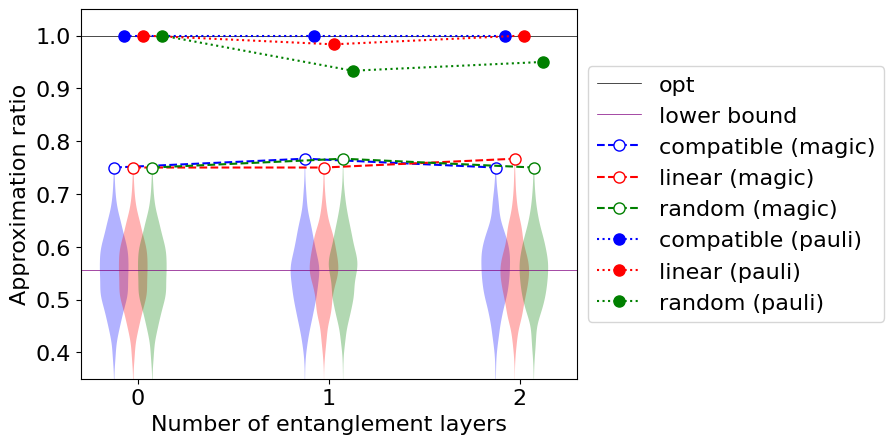 1.0
0.9
0.8
0.7
0.6
0.5
0.4
Approximation ratio
0 1 2
Number of entanglement layers
opt
lower bound
compatible (magic)
linear (magic)
random (magic)
compatible (pauli)
linear (pauli)
random (pauli)